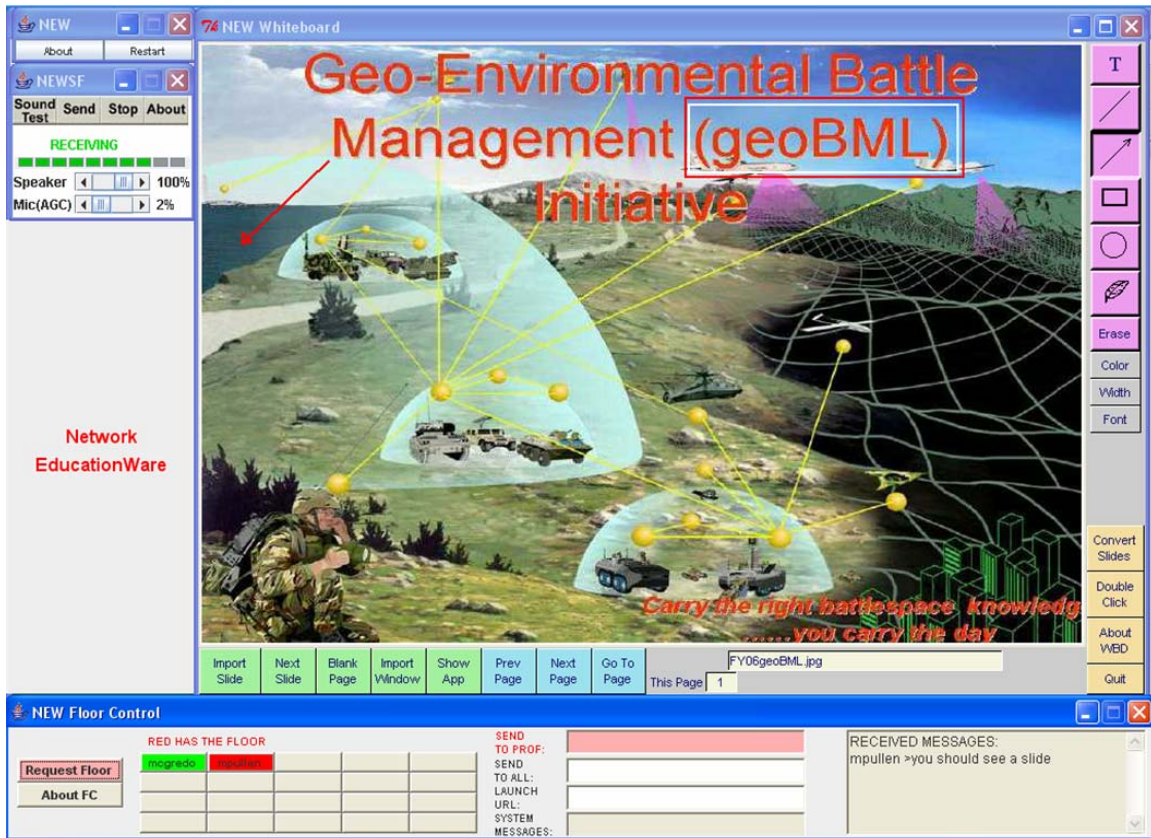 NEW
About Restart
NEWSF
Sound Test Send Stop About
RECEIVING
Speaker 100%
Mic(AGC) 2%
Network
EducationWare
NEW Whiteboard
Geo-Environmental Battle
Management (geoBML)
Initiative
Carry the right battlespace knowledg
......you carry the day
T
Erase
Color
Width
Font
Convert
Slides
Double
Click
About
WBD
Quit
Import Slide
Next Slide
Blank Page
Import Window
Show App
Prev Page
Next Page
Go To Page
This Page 1
FY06geoBML.jpg
NEW Floor Control
Request Floor
About FC
RED HAS THE FLOOR
mcgredo mpullen
SEND
TO PROF:
SEND
TO ALL:
LAUNCH
URL:
SYSTEM
MESSAGES:
RECEIVED MESSAGES:
mpullen >you should see a slide